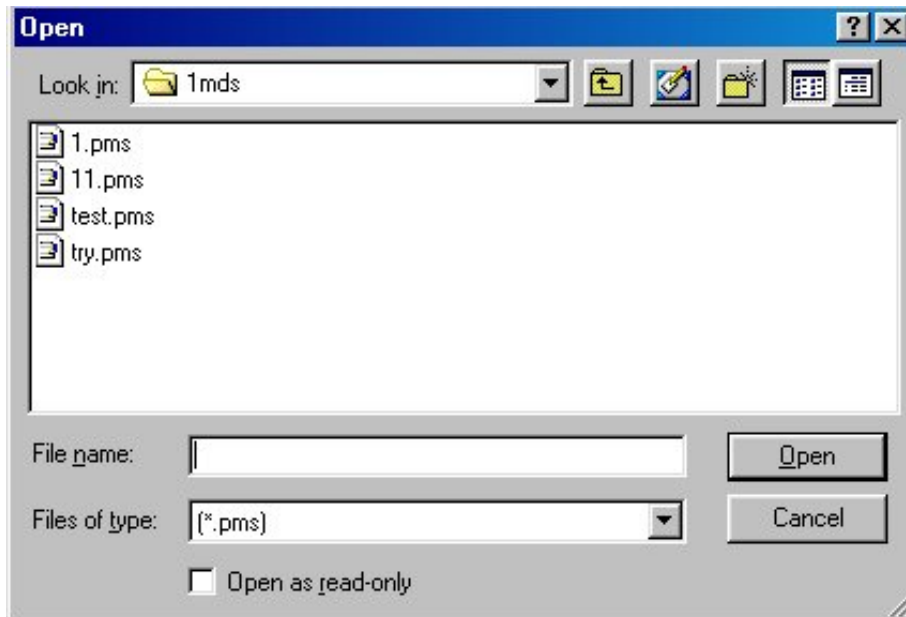 Open
Look in: 1mds
1.pms
11.pms
test.pms
try.pms
File name: Open
Files of type: (*.pms) Cancel
Open as read-only